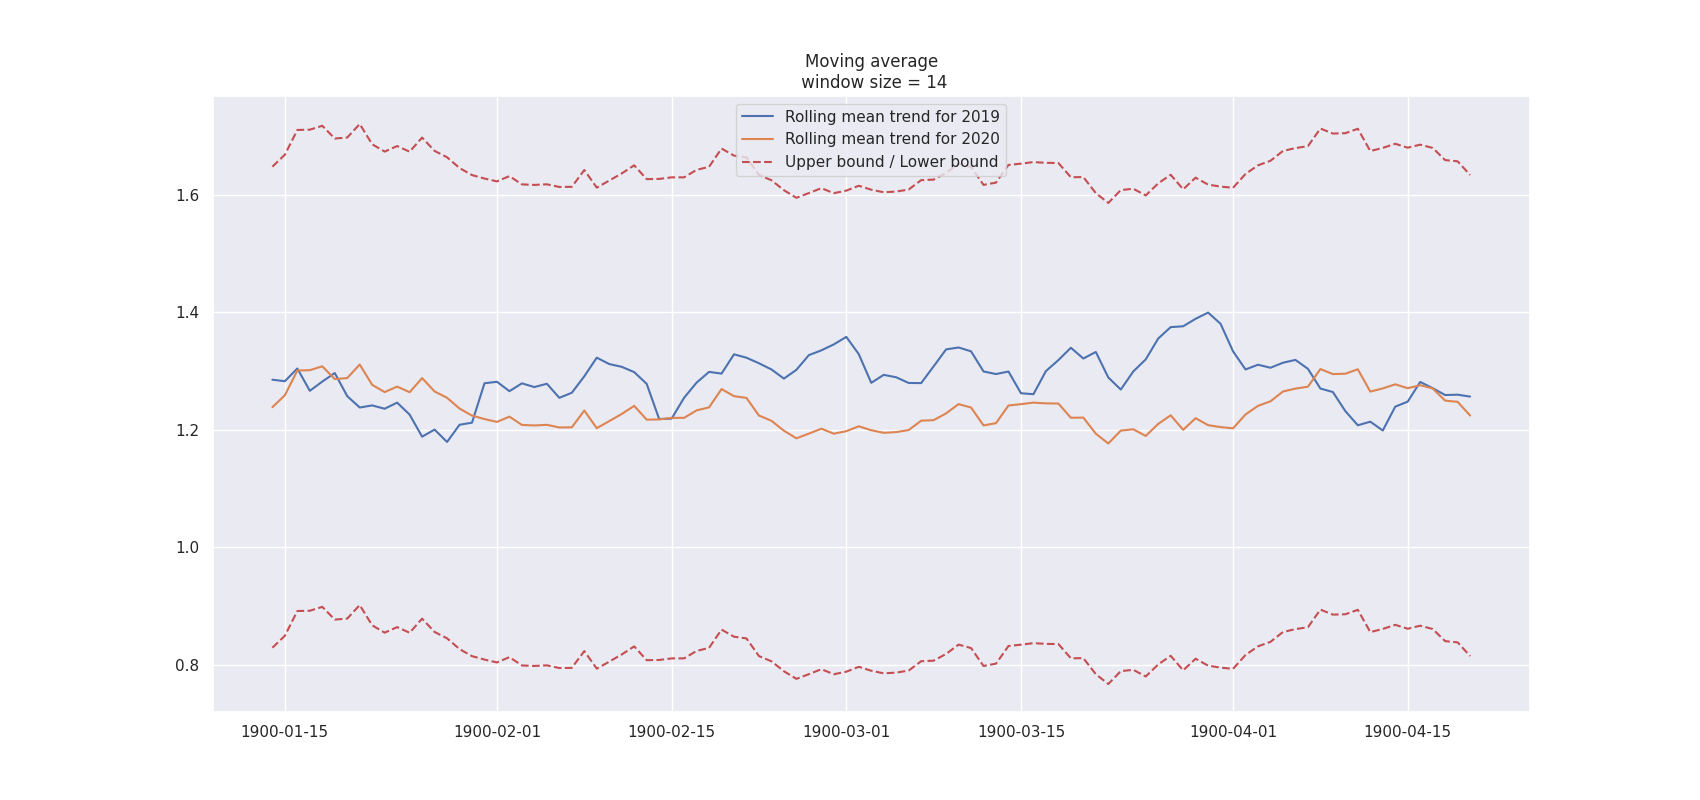 Moving average
window size = 14
Rolling mean trend for 2019
Rolling mean trend for 2020
Upper bound / Lower bound
1.6
1.4
1.2
1.0
0.8
1900-01-15
1900-02-01
1900-02-15
1900-03-01
1900-03-15
1900-04-01
1900-04-15